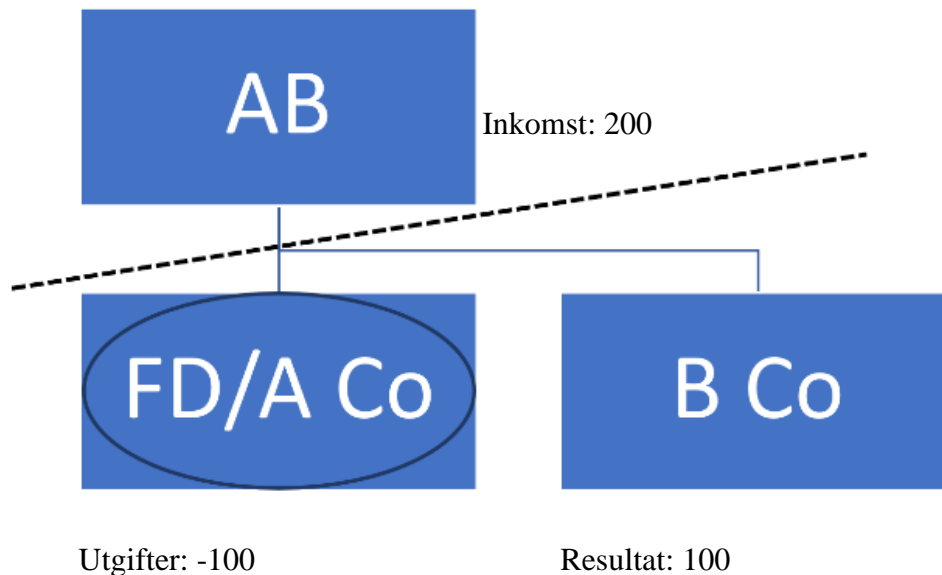 AB
Inkomst: 200
FD/A Co
B Co
Utgifter: -100
Resultat: 100